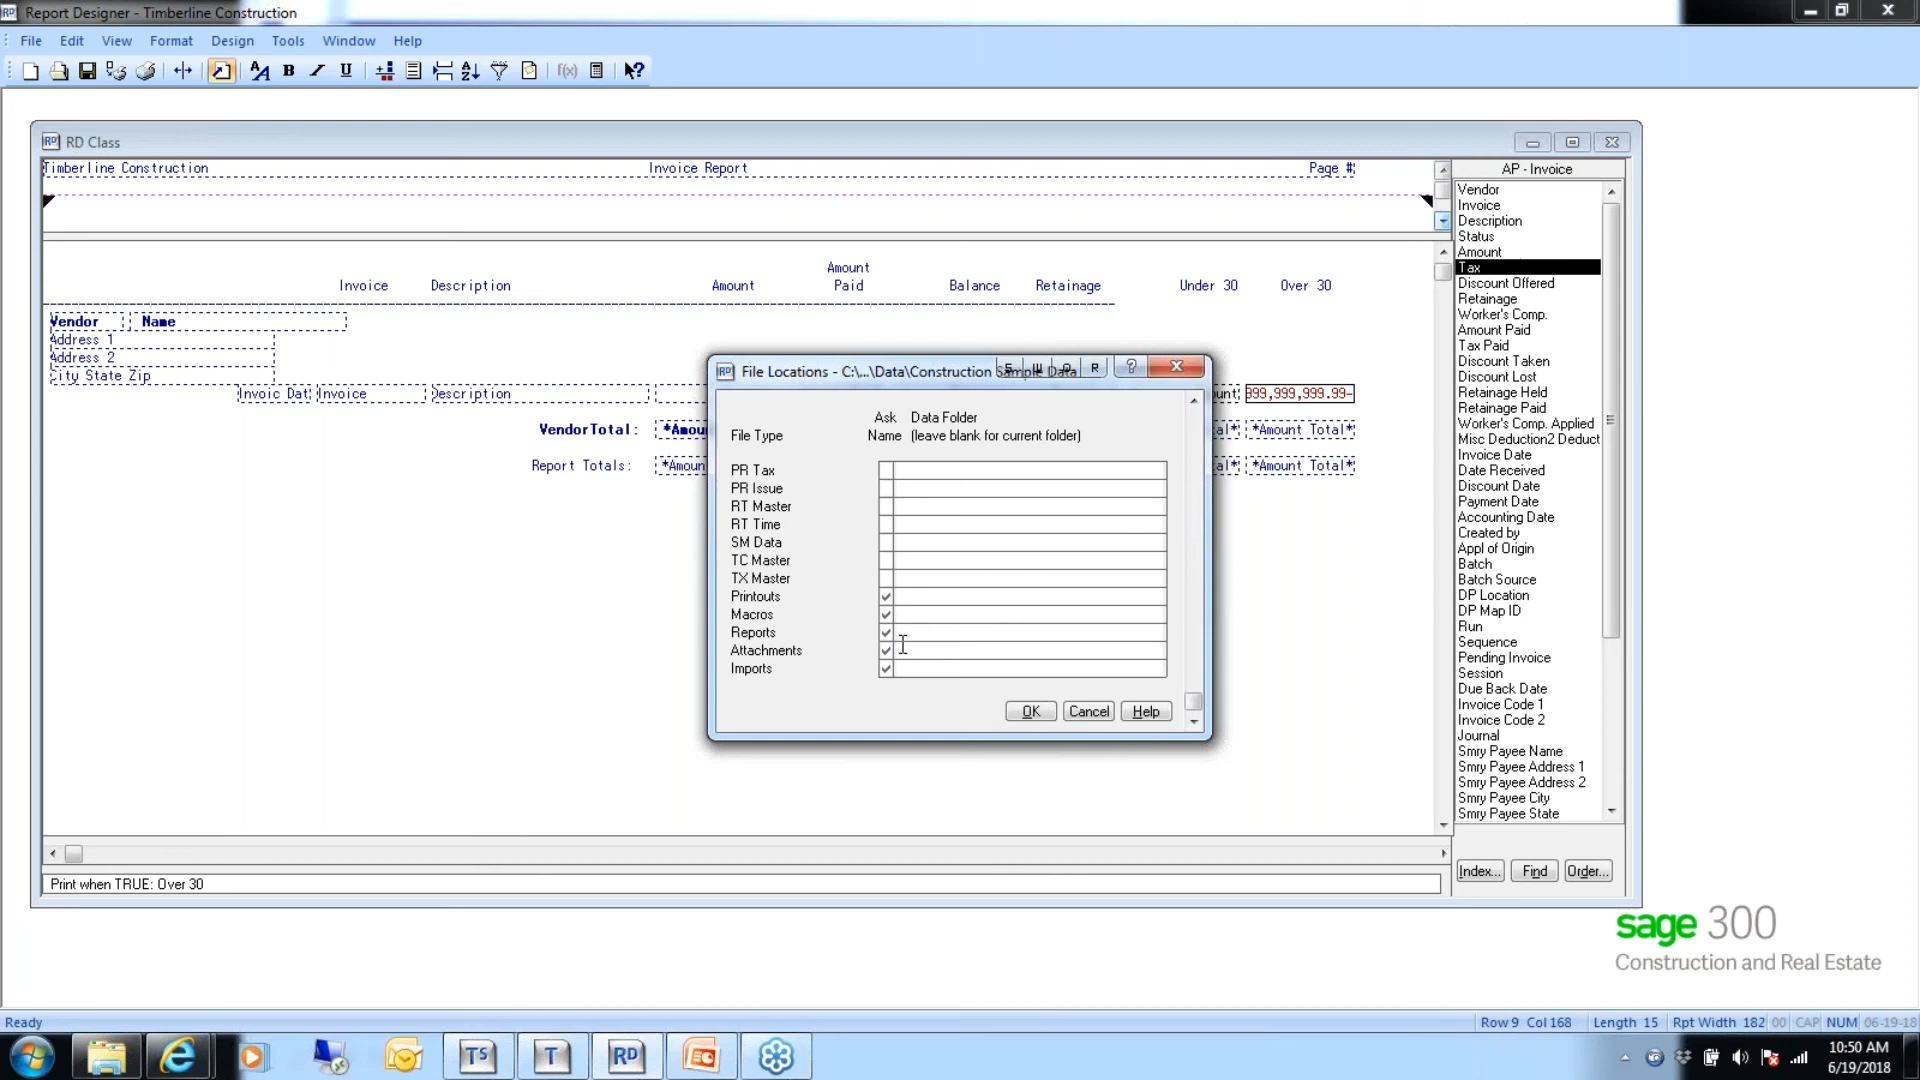 Report Designer - Timberline Construction
File Edit View Format Design Tools Window Help
RD Class
Timberline Construction Invoice Report Page #
Invoice Description Amount Amount Paid Balance Retainage Under 30 Over 30
Vendor Name
Address 1
Address 2
City State Zip
Invoic Dat Invoice Description 999,999,999.99-
VendorTotal: *Amou *Amount Total*
Report Totals: *Amoun *Amount Total*
Print when TRUE: Over 30
File Locations - C:\...\Data\Construction Sample Data
Ask Data Folder
File Type Name (leave blank for current folder)
PR Tax
PR Issue
RT Master
RT Time
SM Data
TC Master
TX Master
Printouts
Macros
Reports
Attachments
Imports
OK Cancel Help
AP - Invoice
Vendor
Invoice
Description
Status
Amount
Tax
Discount Offered
Retainage
Worker's Comp.
Amount Paid
Tax Paid
Discount Taken
Discount Lost
Retainage Held
Retainage Paid
Worker's Comp. Applied
Misc Deduction2 Deduct
Invoice Date
Date Received
Discount Date
Payment Date
Accounting Date
Created by
Appl of Origin
Batch
Batch Source
DP Location
DP Map ID
Run
Sequence
Pending Invoice
Session
Due Back Date
Invoice Code 1
Invoice Code 2
Journal
Smry Payee Name
Smry Payee Address 1
Smry Payee Address 2
Smry Payee City
Smry Payee State
Index... Find Order...
sage 300
Construction and Real Estate
Ready Row 9 Col 168 Length 15 Rpt Width 182 00 CAP NUM 06-19-18
TS T RD
10:50 AM
6/19/2018